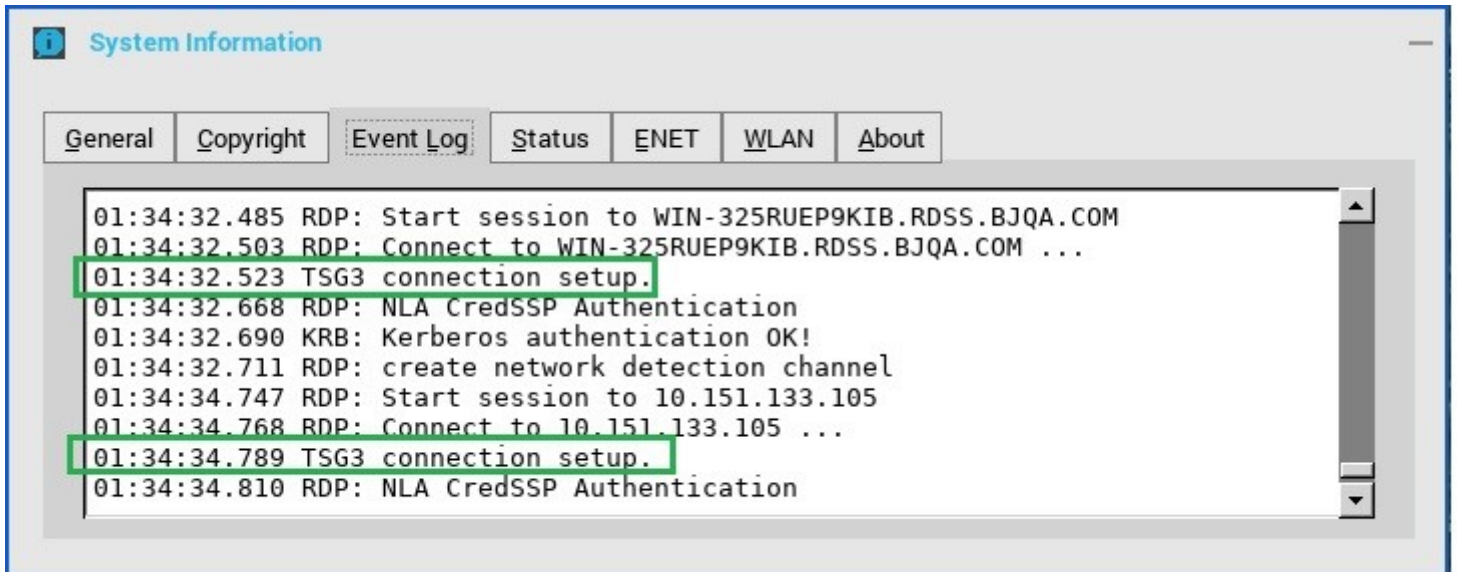 System Information
General Copyright Event Log Status ENET WLAN About
01:34:32.485 RDP: Start session to WIN-325RUEP9KIB.RDSS.BJQA.COM
01:34:32.503 RDP: Connect to WIN-325RUEP9KIB.RDSS.BJQA.COM ...
01:34:32.523 TSG3 connection setup.
01:34:32.668 RDP: NLA CredSSP Authentication
01:34:32.690 KRB: Kerberos authentication OK!
01:34:32.711 RDP: create network detection channel
01:34:34.747 RDP: Start session to 10.151.133.105
01:34:34.768 RDP: Connect to 10.151.133.105 ...
01:34:34.789 TSG3 connection setup.
01:34:34.810 RDP: NLA CredSSP Authentication